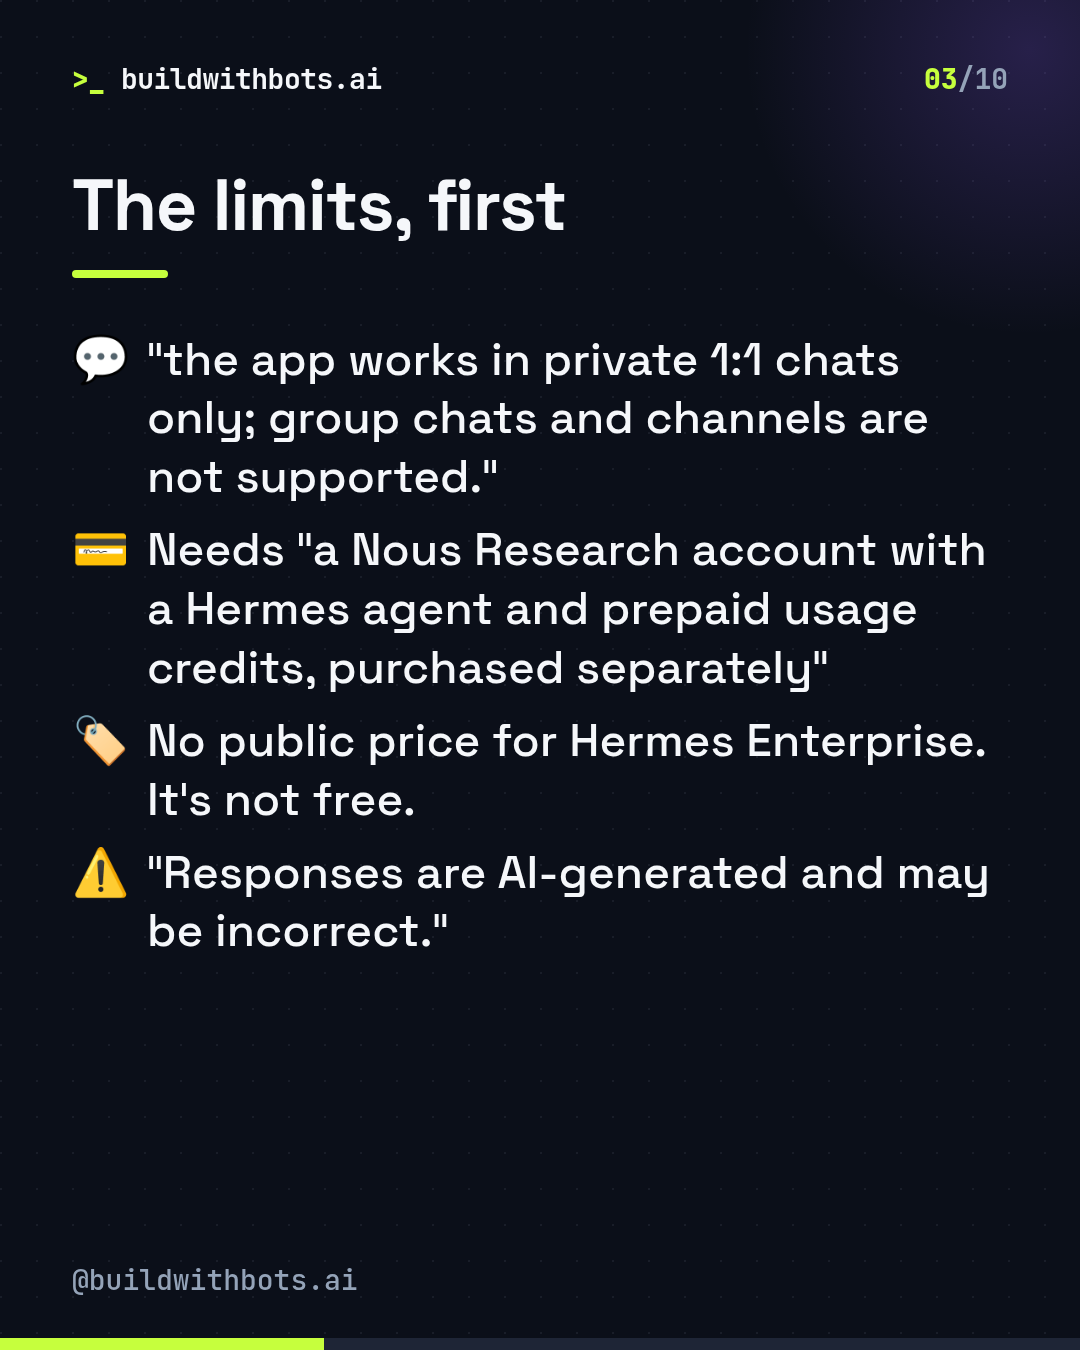 >_ buildwithbots.ai
03/10
The limits, first
💬 "the app works in private 1:1 chats
only; group chats and channels are
not supported."
💳 Needs "a Nous Research account with
a Hermes agent and prepaid usage
credits, purchased separately"
🏷️ No public price for Hermes Enterprise.
It's not free.
⚠️ "Responses are AI-generated and may
be incorrect."
@buildwithbots.ai